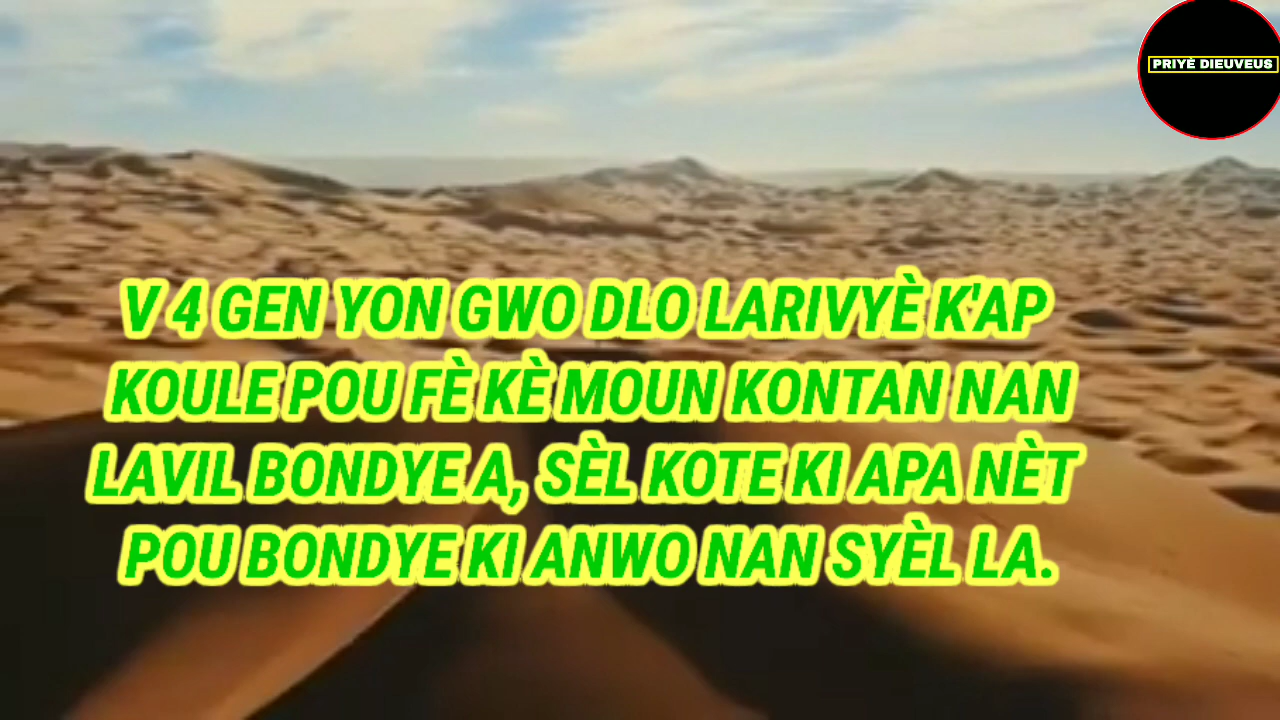 PRIYÈ DIEUVEUS
V 4 GEN YON GWO DLO LARIVYÈ K'AP
KOULE POU FÈ KÈ MOUN KONTAN NAN
LAVIL BONDYE A, SÈL KOTE KI APA NÈT
POU BONDYE KI ANWO NAN SYÈL LA.